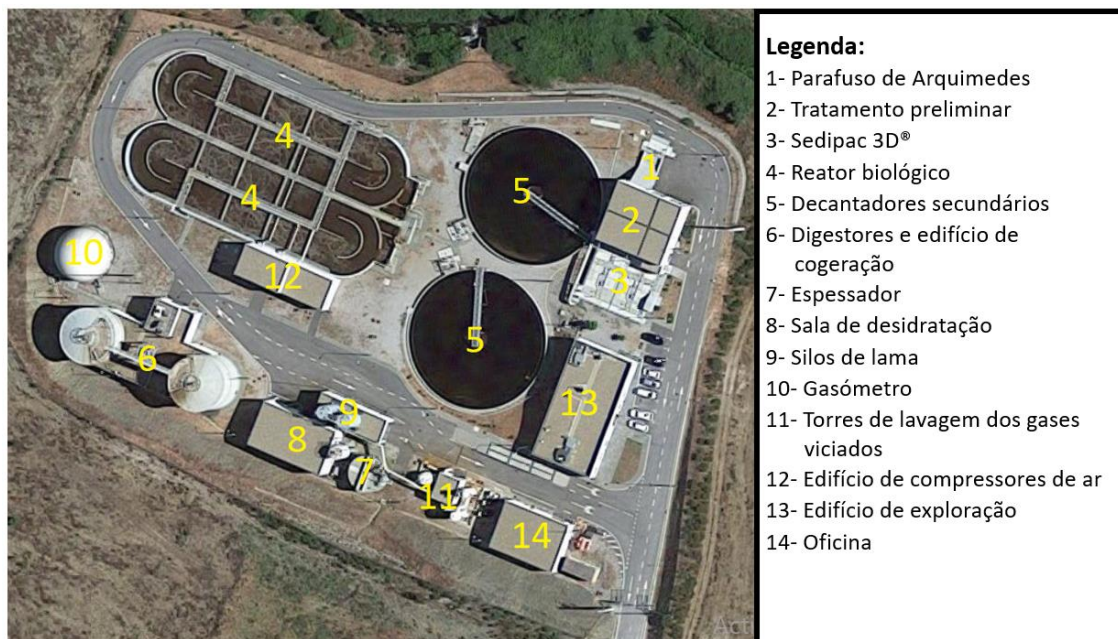 4
4
5
1
2
10
12
3
5
6
9
13
8
7
11
14
Act
Legenda:
1- Parafuso de Arquimedes
2- Tratamento preliminar
3- Sedipac 3D®
4- Reator biológico
5- Decantadores secundários
6- Digestores e edifício de
cogeração
7- Espessador
8- Sala de desidratação
9- Silos de lama
10- Gasómetro
11- Torres de lavagem dos gases
viciados
12- Edifício de compressores de ar
13- Edifício de exploração
14- Oficina